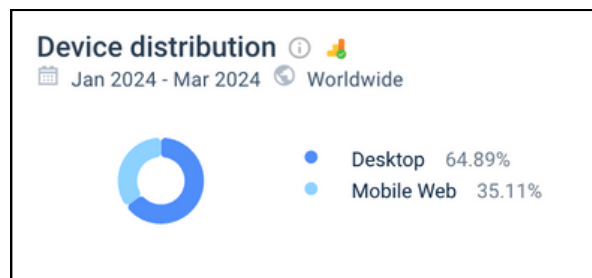 Device distribution
Jan 2024 - Mar 2024 Worldwide
Desktop 64.89%
Mobile Web 35.11%